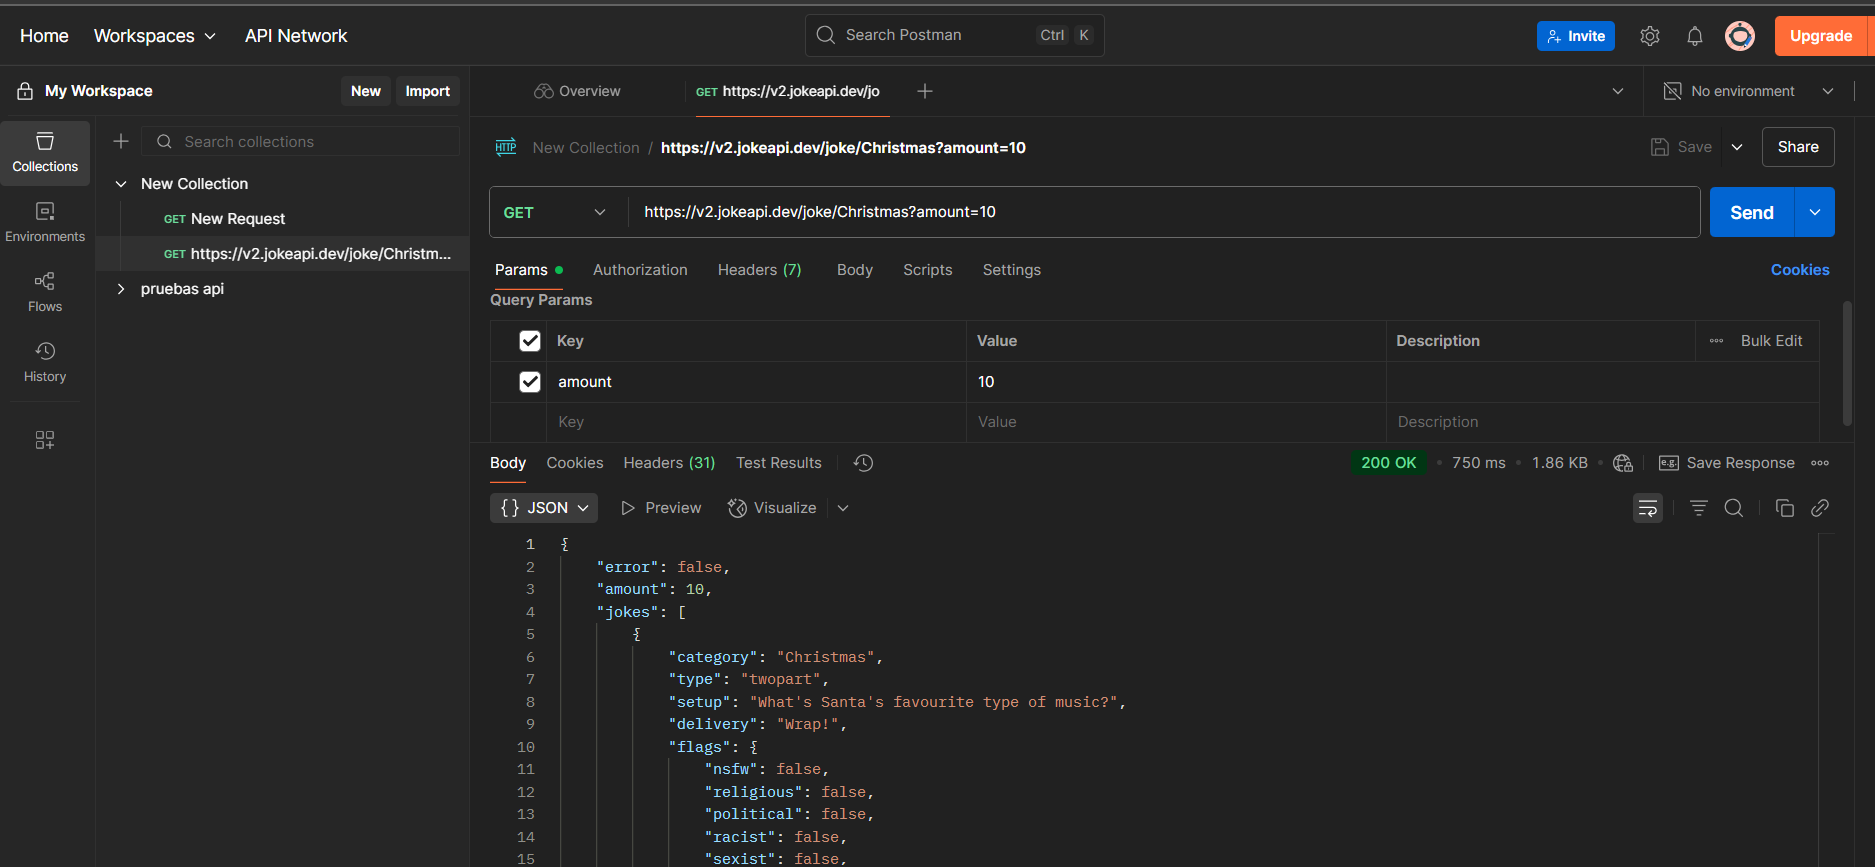 Home Workspaces API Network Search Postman Ctrl K Invite Upgrade
My Workspace New Import Overview GET https://v2.jokeapi.dev/jo No environment
Search collections
Collections
Environments
Flows
History
New Collection
GET New Request
GET https://v2.jokeapi.dev/joke/Christm...
pruebas api
HTTP New Collection / https://v2.jokeapi.dev/joke/Christmas?amount=10 Save Share
GET https://v2.jokeapi.dev/joke/Christmas?amount=10 Send
Params Authorization Headers (7) Body Scripts Settings Cookies
Query Params
Key Value Description Bulk Edit
amount 10
Key Value Description
Body Cookies Headers (31) Test Results 200 OK 750 ms 1.86 KB e.g. Save Response
{} JSON Preview Visualize
1 {
2 "error": false,
3 "amount": 10,
4 "jokes": [
5 {
6 "category": "Christmas",
7 "type": "twopart",
8 "setup": "What's Santa's favourite type of music?",
9 "delivery": "Wrap!",
10 "flags": {
11 "nsfw": false,
12 "religious": false,
13 "political": false,
14 "racist": false,
15 "sexist": false,